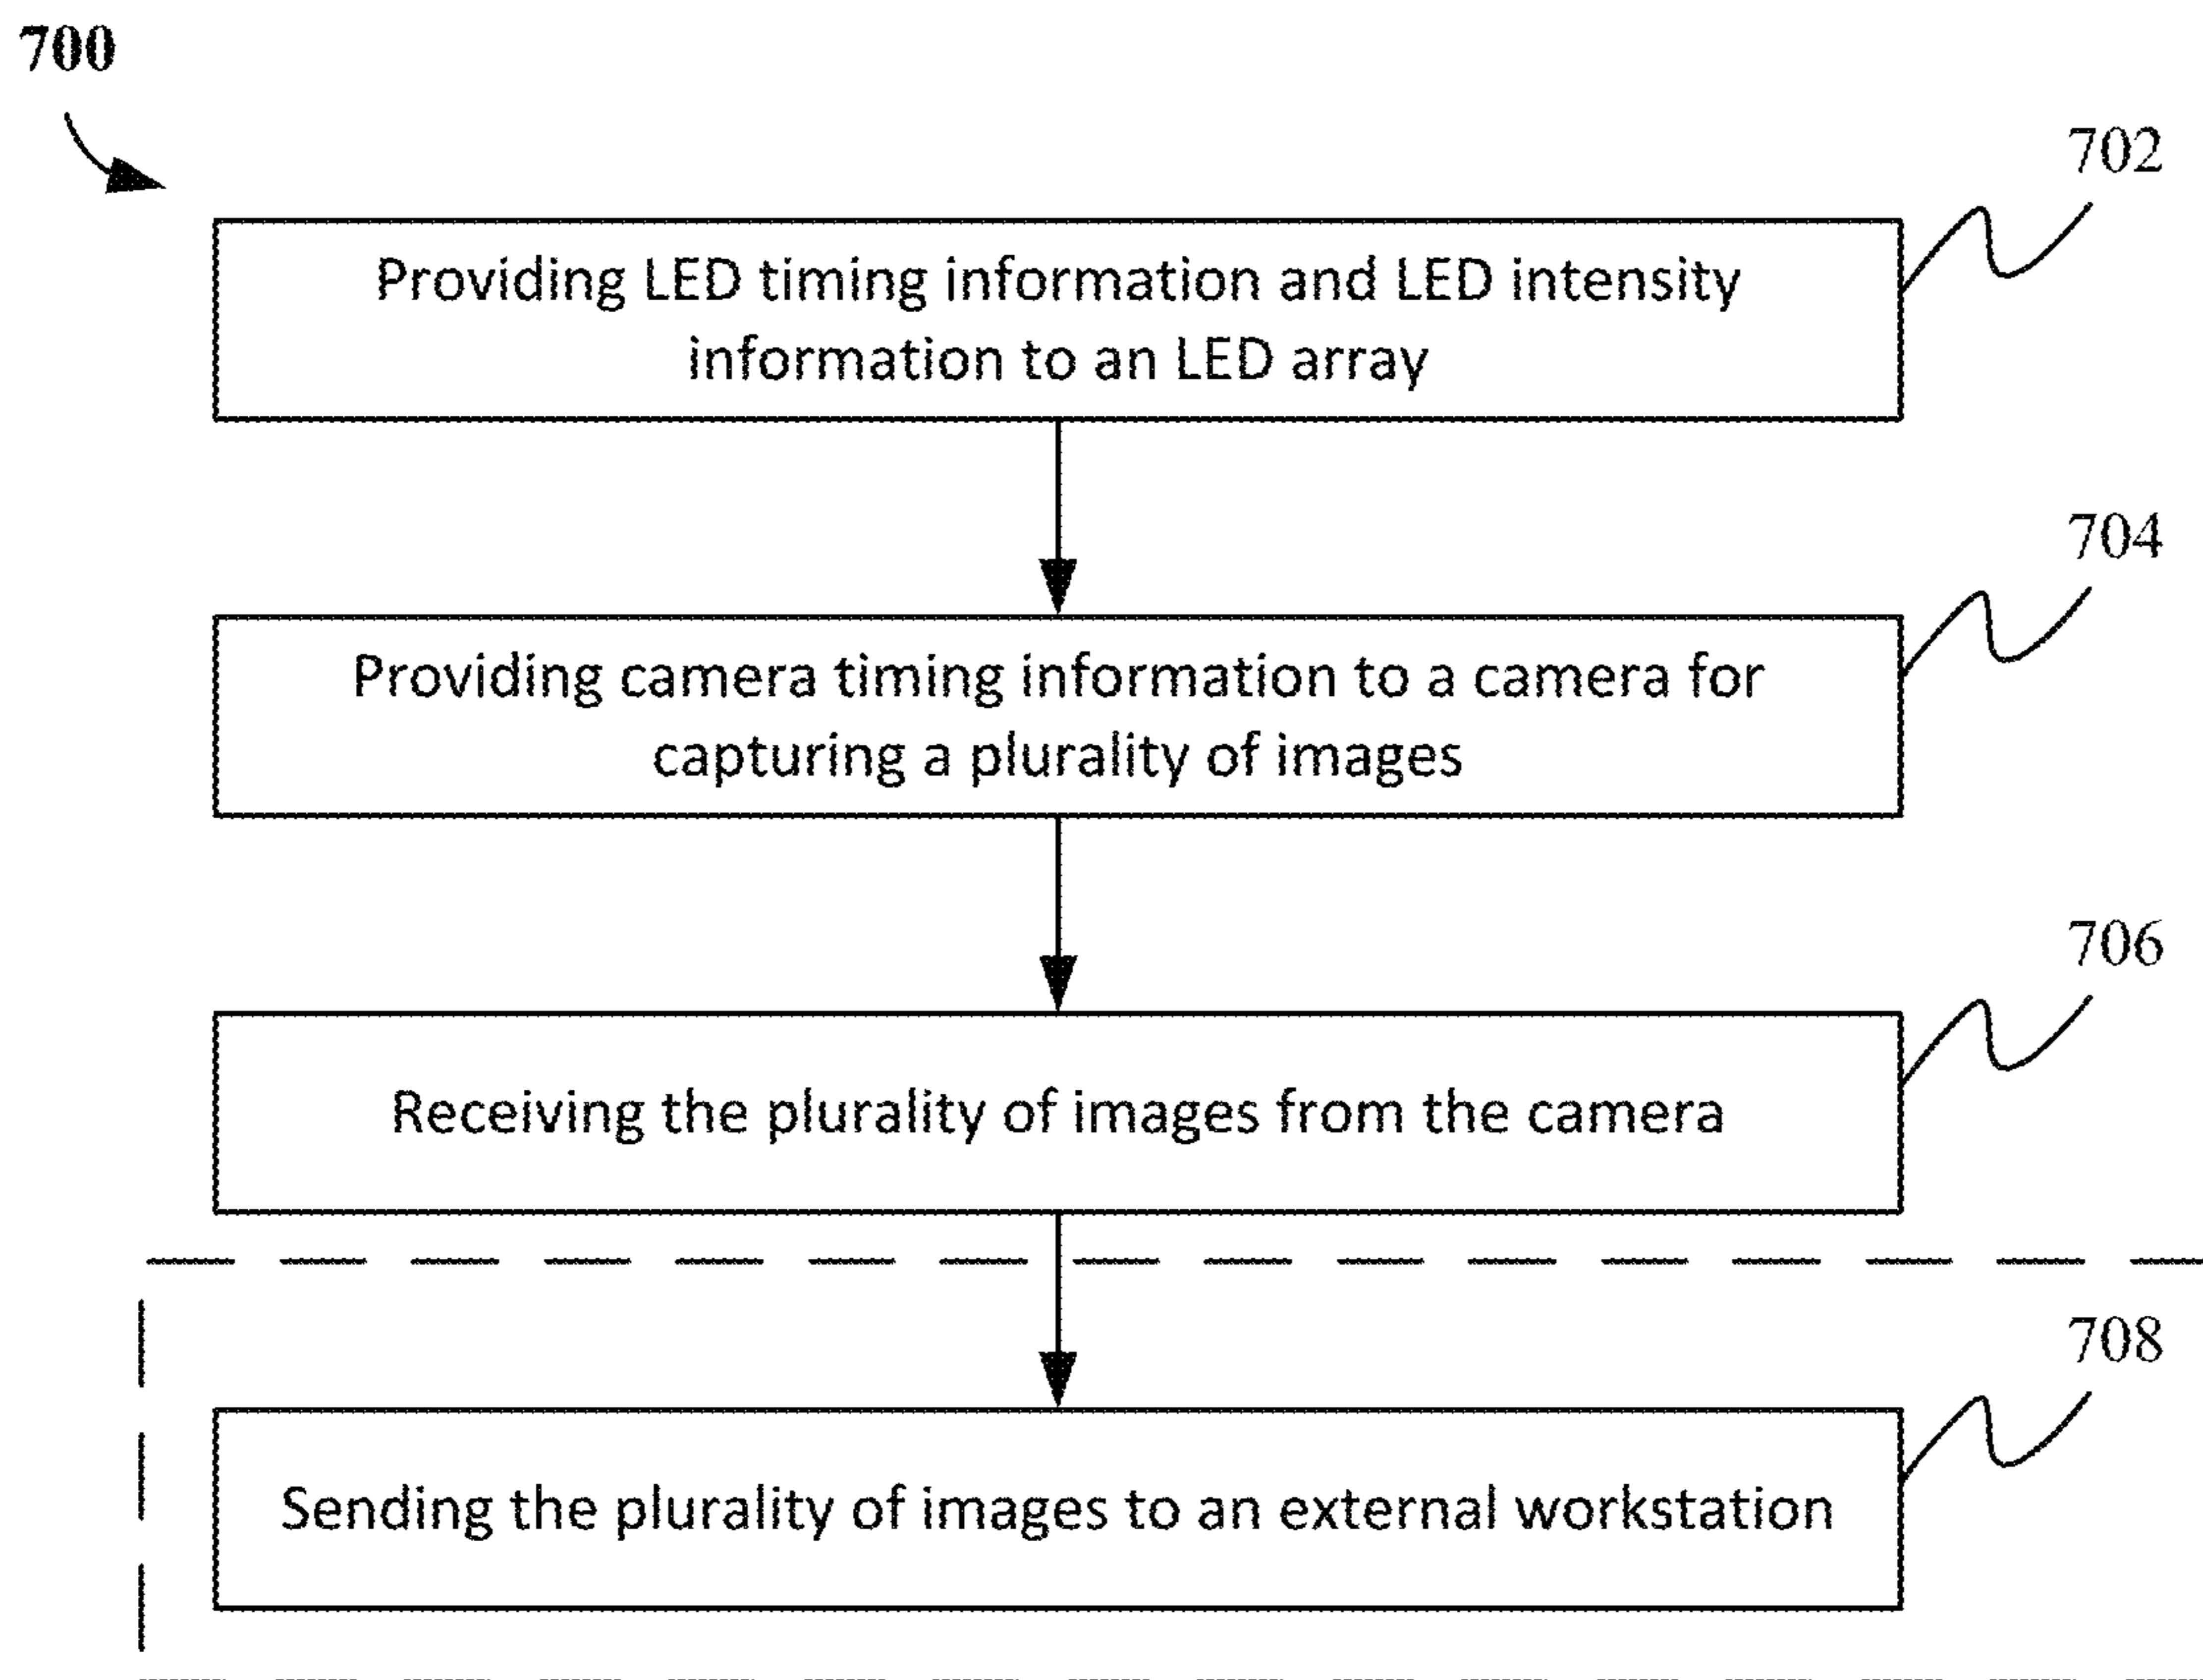 700
702
Providing LED timing information and LED intensity
information to an LED array
704
Providing camera timing information to a camera for
capturing a plurality of images
706
Receiving the plurality of images from the camera
708
Sending the plurality of images to an external workstation